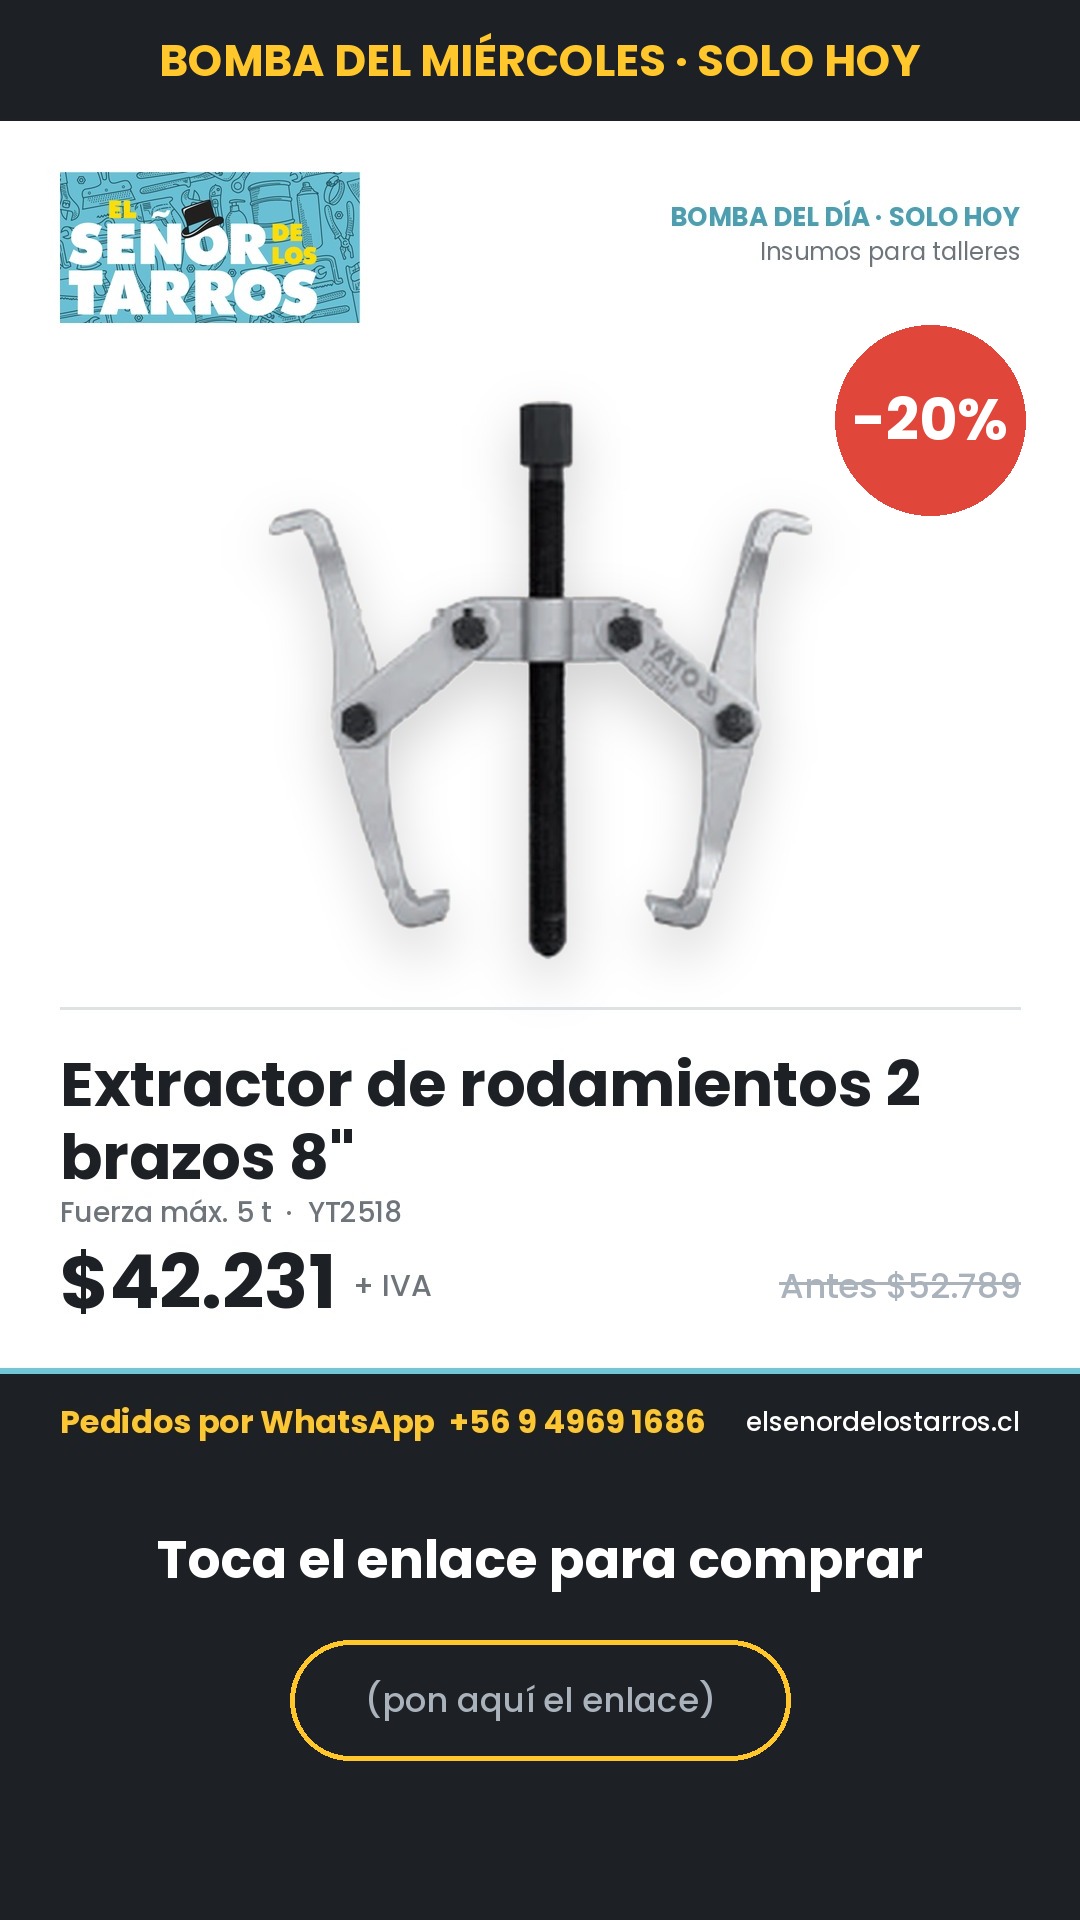 BOMBA DEL MIÉRCOLES · SOLO HOY
EL
SEÑOR
DE
LOS
TARROS
BOMBA DEL DÍA · SOLO HOY
Insumos para talleres
-20%
YATO
Extractor de rodamientos 2
brazos 8"
Fuerza máx. 5 t · YT2518
$42.231 + IVA
Antes $52.789
Pedidos por WhatsApp +56 9 4969 1686
elsenordelostarros.cl
Toca el enlace para comprar
(pon aquí el enlace)